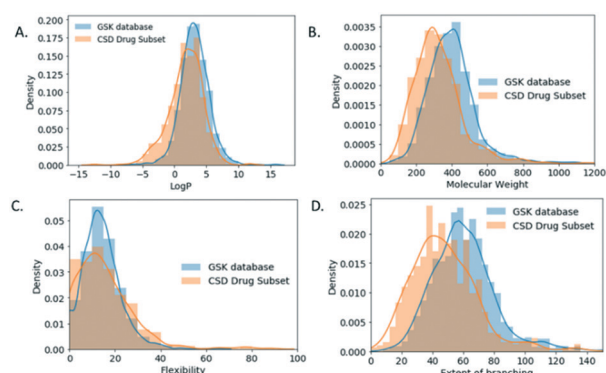 A.
0.200
0.175
0.150
0.125
0.100
0.075
0.050
0.025
0.000
Density
GSK database
CSD Drug Subset
-15 -10 -5 0 5 10 15
LogP
B.
0.0035
0.0030
0.0025
0.0020
0.0015
0.0010
0.0005
0.0000
Density
GSK database
CSD Drug Subset
0 200 400 600 800 1000 1200
Molecular Weight
C.
0.05
0.04
0.03
0.02
0.01
0.00
Density
GSK database
CSD Drug Subset
0 20 40 60 80 100
Flexibility
D.
0.025
0.020
0.015
0.010
0.005
0.000
Density
GSK database
CSD Drug Subset
0 20 40 60 80 100 120 140
Extent of branching